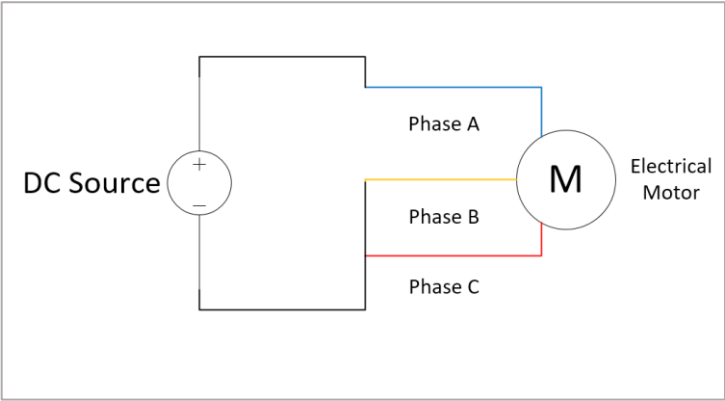 Phase A
DC Source
+
−
M
Electrical
Motor
Phase B
Phase C